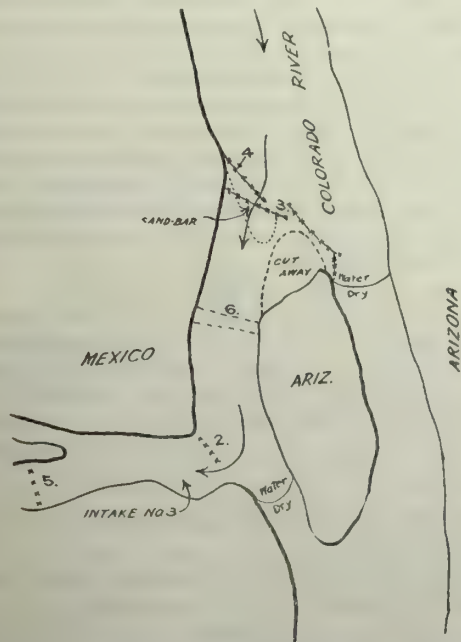 COLORADO RIVER
4
3.
SAND-BAR
CUT
AWAY
Water
Dry
ARIZONA
6.
MEXICO
ARIZ.
2.
5.
Water
Dry
INTAKE NO 3